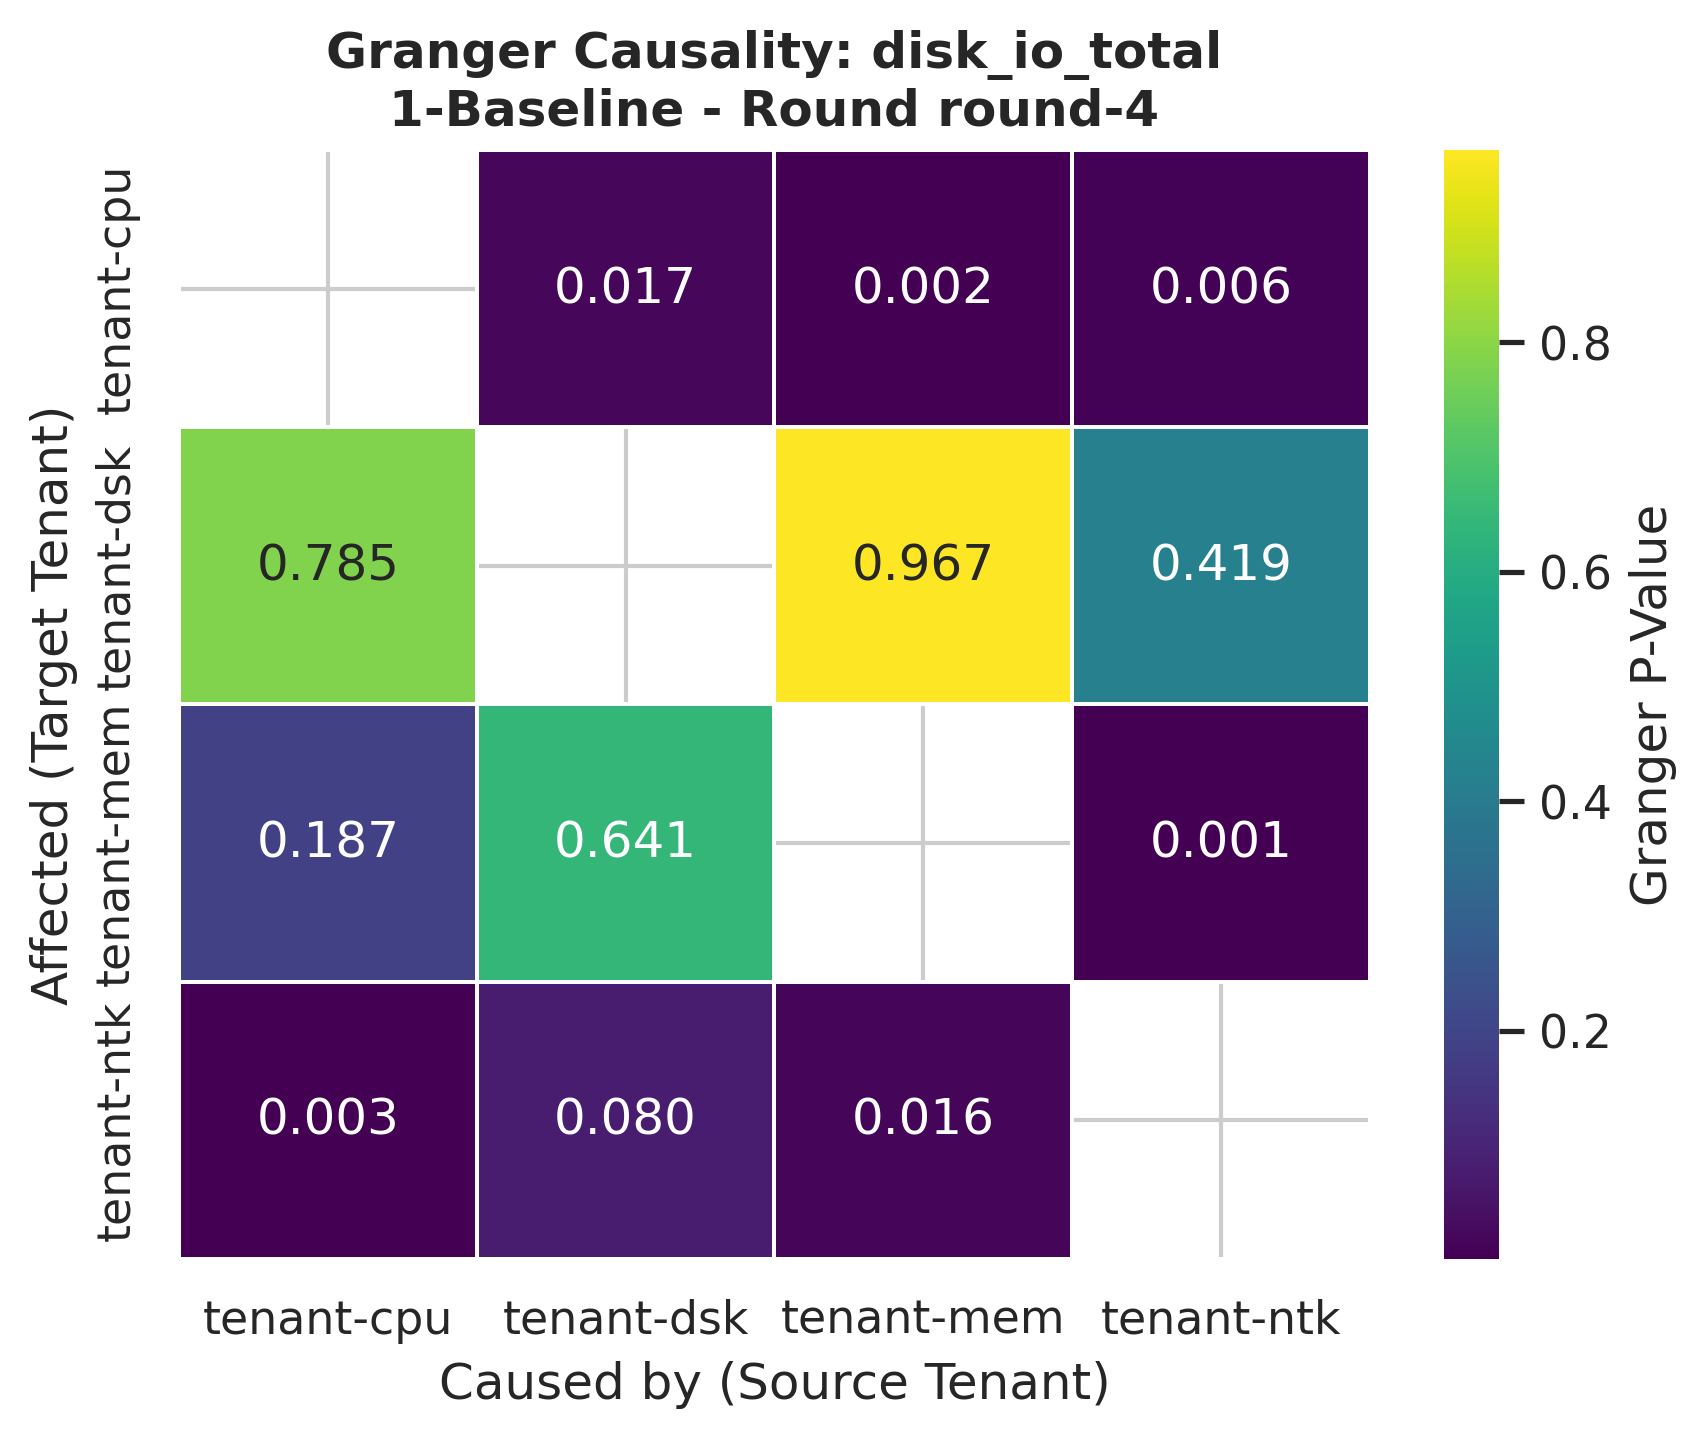 Granger Causality: disk_io_total
1-Baseline - Round round-4
Affected (Target Tenant)
tenant-cpu
0.017 0.002 0.006
tenant-dsk
0.785 0.967 0.419
tenant-mem
0.187 0.641 0.001
tenant-ntk
0.003 0.080 0.016
tenant-cpu tenant-dsk tenant-mem tenant-ntk
Caused by (Source Tenant)
0.8
0.6
0.4
0.2
Granger P-Value